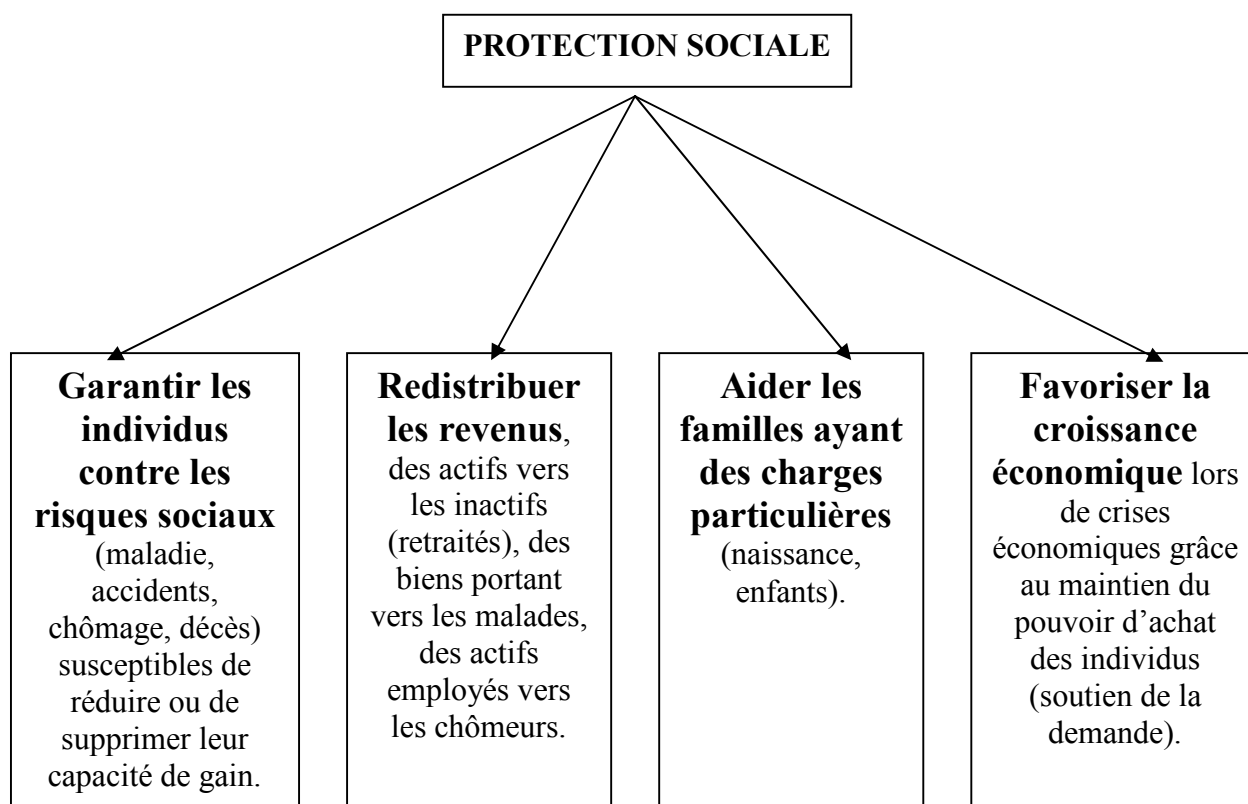 PROTECTION SOCIALE
Garantir les
individus
contre les
risques sociaux
(maladie,
accidents,
chômage, décès)
susceptibles de
réduire ou de
supprimer leur
capacité de gain.
Redistribuer
les revenus,
des actifs vers
les inactifs
(retraités), des
biens portant
vers les malades,
des actifs
employés vers
les chômeurs.
Aider les
familles ayant
des charges
particulières
(naissance,
enfants).
Favoriser la
croissance
économique lors
de crises
économiques grâce
au maintien du
pouvoir d’achat
des individus
(soutien de la
demande).